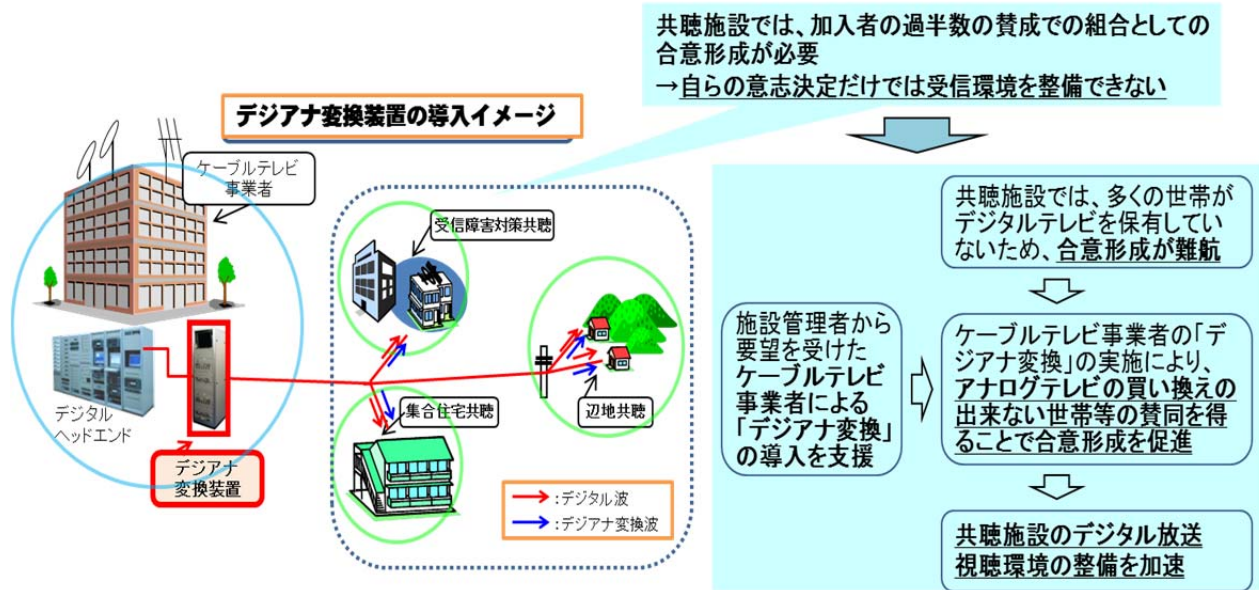 共聴施設では、加入者の過半数の賛成での組合としての
合意形成が必要
→自らの意志決定だけでは受信環境を整備できない
デジアナ変換装置の導入イメージ
ケーブルテレビ
事業者
受信障害対策共聴
デジタル
ヘッドエンド
デジアナ
変換装置
集合住宅共聴
辺地共聴
:デジタル波
:デジアナ変換波
共聴施設では、多くの世帯が
デジタルテレビを保有してい
ないため、合意形成が難航
施設管理者から
要望を受けた
ケーブルテレビ
事業者による
「デジアナ変換」
の導入を支援
ケーブルテレビ事業者の「デ
ジアナ変換」の実施により、
アナログテレビの買い換えの
出来ない世帯等の賛同を得
ることで合意形成を促進
共聴施設のデジタル放送
視聴環境の整備を加速